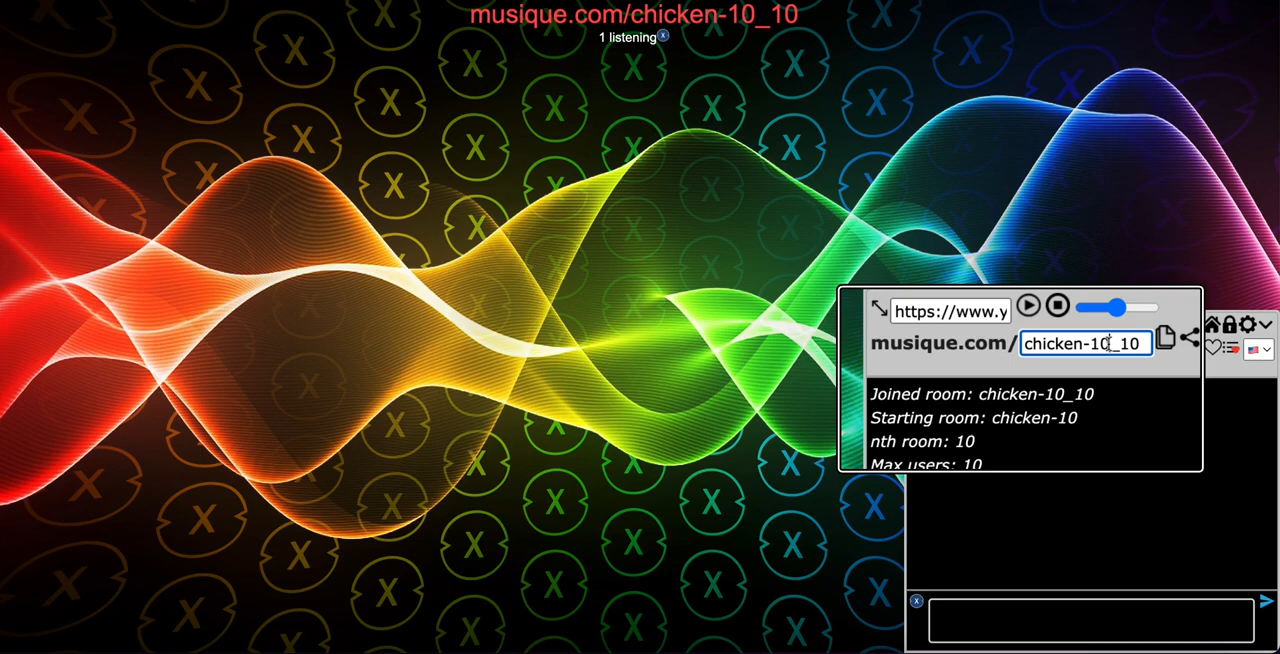 musique.com/chicken-10_10
1 listening
https://www.y
musique.com/ chicken-10_10
Joined room: chicken-10_10
Starting room: chicken-10
nth room: 10
Max users: 10